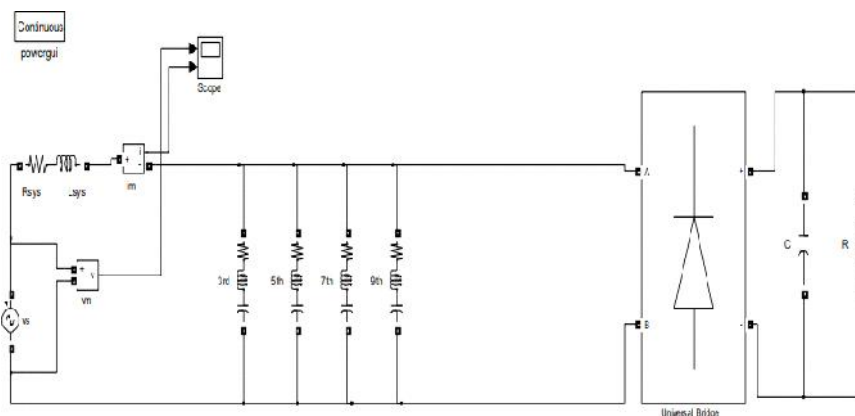 Continuous
powergui
Scope
Rsys
Lsys
im
3rd
5th
7th
9th
vm
vs
A
B
+
-
C
R
Universal Bridge